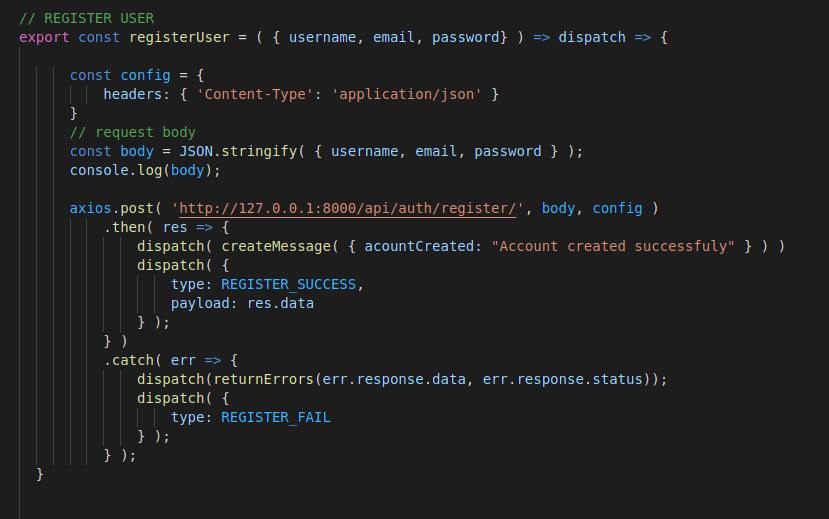 // REGISTER USER
export const registerUser = ( { username, email, password} ) => dispatch => {
const config = {
headers: { 'Content-Type': 'application/json' }
}
// request body
const body = JSON.stringify( { username, email, password } );
console.log(body);
axios.post( 'http://127.0.0.1:8000/api/auth/register/', body, config )
.then( res => {
dispatch( createMessage( { acountCreated: "Account created successfuly" } ) )
dispatch( {
type: REGISTER_SUCCESS,
payload: res.data
} );
} )
.catch( err => {
dispatch(returnErrors(err.response.data, err.response.status));
dispatch( {
type: REGISTER_FAIL
} );
} );
}